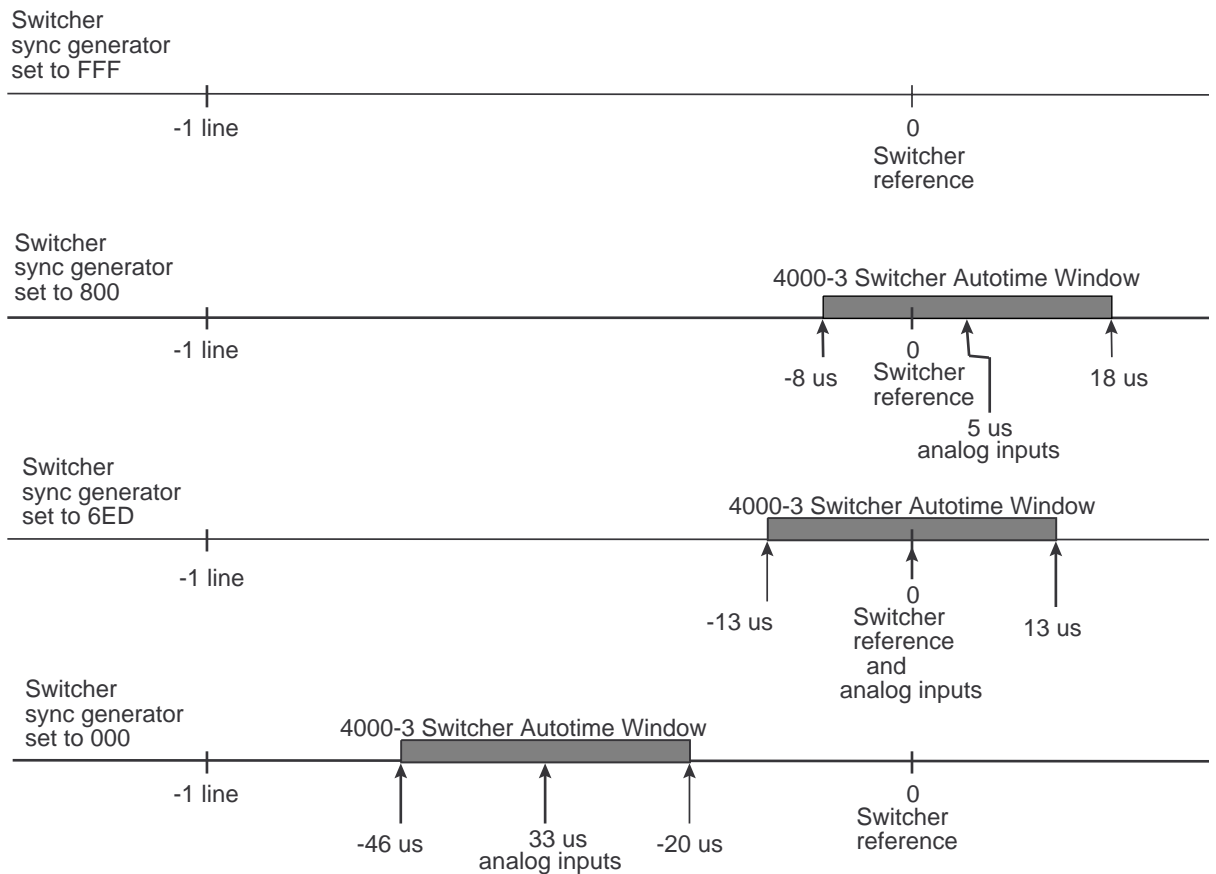 Switcher
sync generator
set to FFF
-1 line
0
Switcher
reference
Switcher
sync generator
set to 800
4000-3 Switcher Autotime Window
-1 line
0
-8 us
Switcher
reference
18 us
5 us
analog inputs
Switcher
sync generator
set to 6ED
4000-3 Switcher Autotime Window
-1 line
0
-13 us
Switcher
reference
and
analog inputs
13 us
Switcher
sync generator
set to 000
4000-3 Switcher Autotime Window
-1 line
0
Switcher
reference
-46 us
33 us
analog inputs
-20 us